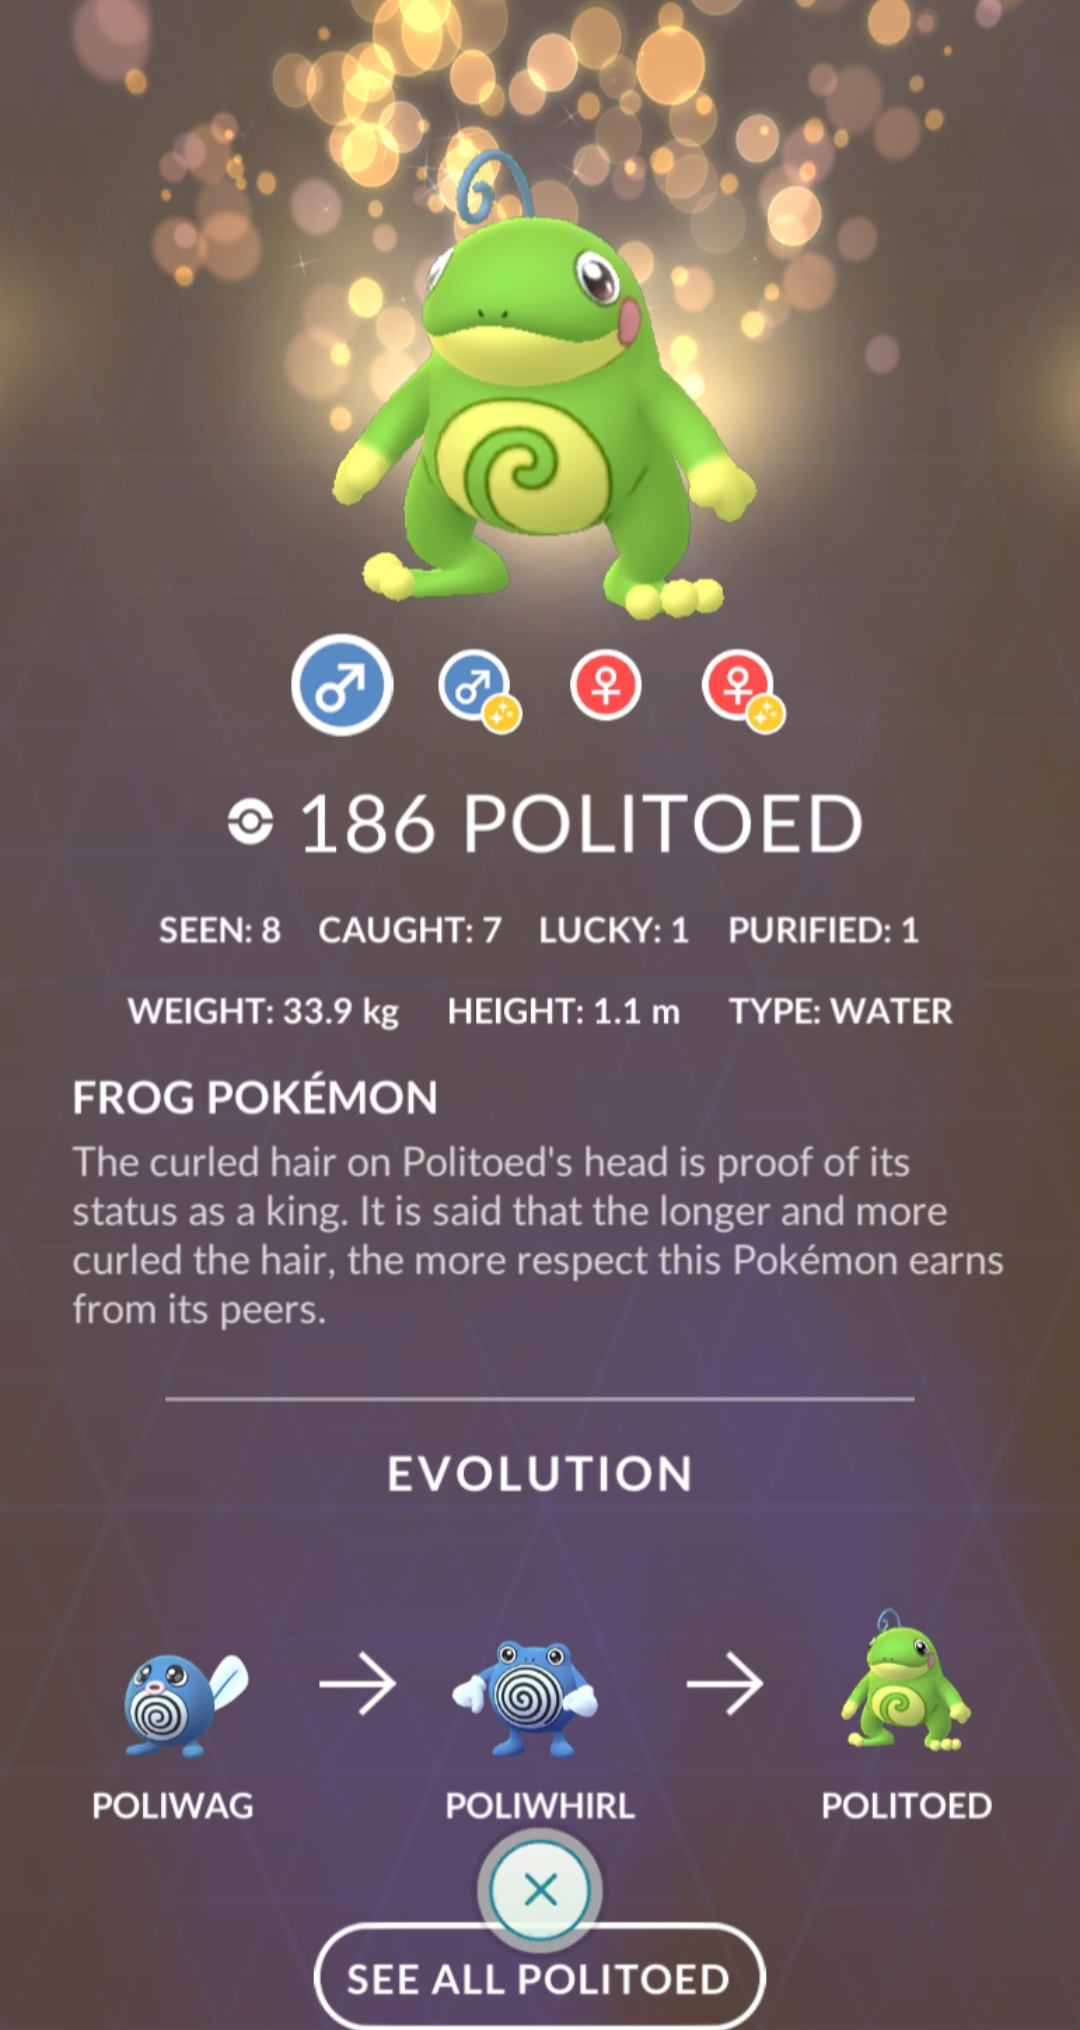 186 POLITOED
SEEN: 8 CAUGHT: 7 LUCKY: 1 PURIFIED: 1
WEIGHT: 33.9 kg HEIGHT: 1.1 m TYPE: WATER
FROG POKÉMON
The curled hair on Politoed's head is proof of its
status as a king. It is said that the longer and more
curled the hair, the more respect this Pokémon earns
from its peers.
EVOLUTION
POLIWAG POLIWHIRL POLITOED
SEE ALL POLITOED